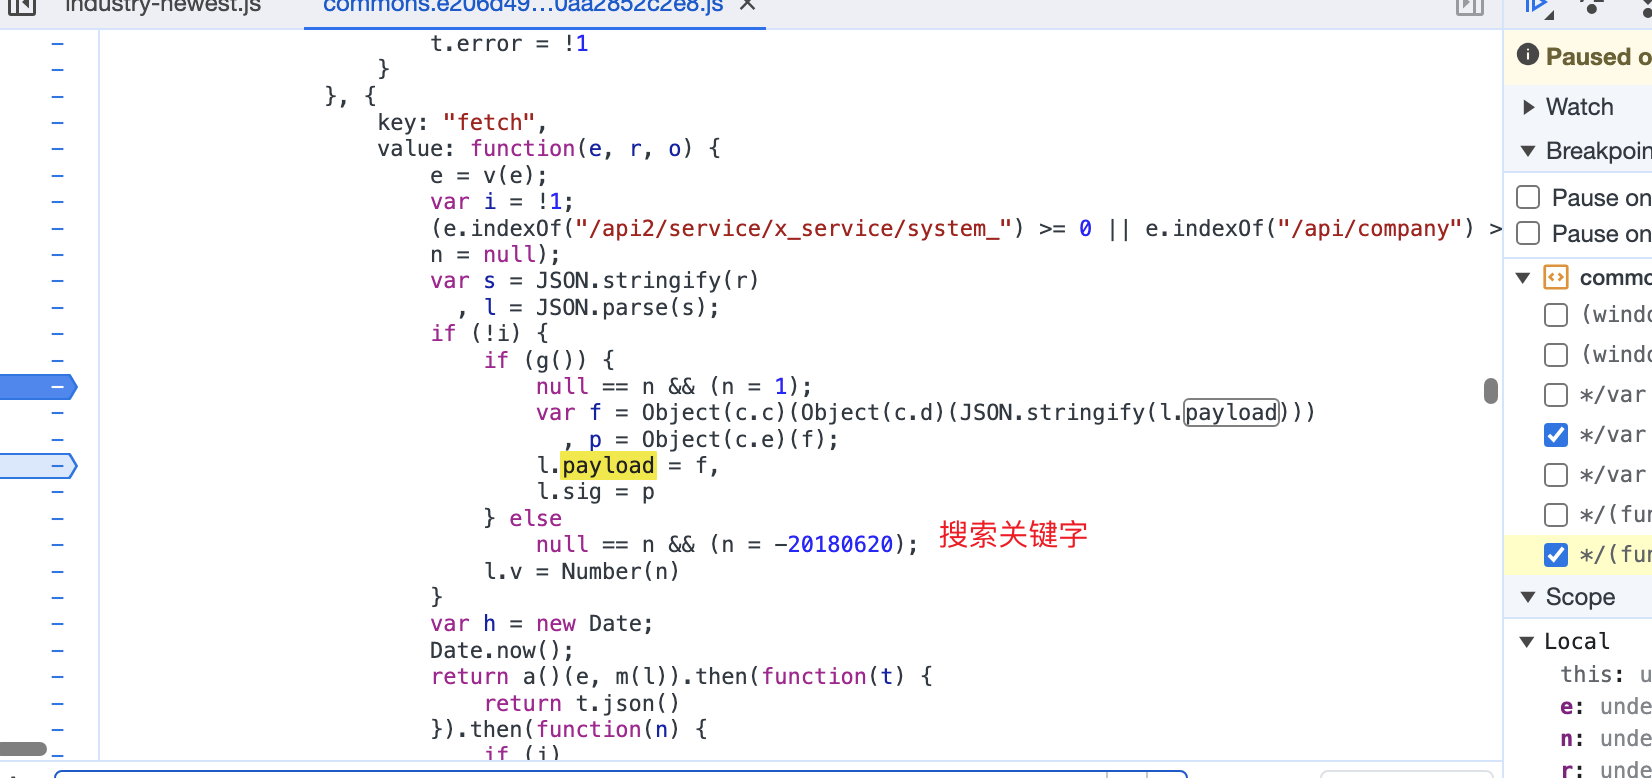 industry-newest.js
commons.e206d49…0aa2852c2e8.js ×
t.error = !1
}
}, {
key: "fetch",
value: function(e, r, o) {
e = v(e);
var i = !1;
(e.indexOf("/api2/service/x_service/system_") >= 0 || e.indexOf("/api/company") >
n = null);
var s = JSON.stringify(r)
, l = JSON.parse(s);
if (!i) {
if (g()) {
null == n && (n = 1);
var f = Object(c.c)(Object(c.d)(JSON.stringify(l.payload)))
, p = Object(c.e)(f);
l.payload = f,
l.sig = p
} else
null == n && (n = -20180620);
搜索关键字
l.v = Number(n)
}
var h = new Date;
Date.now();
return a()(e, m(l)).then(function(t) {
return t.json()
}).then(function(n) {
if (i)
Paused o
Watch
Breakpoin
Pause on
Pause on
commo
(windo
(windo
*/var
*/var
*/var
*/(fun
*/(fun
Scope
Local
this: u
e: unde
n: unde
r: unde